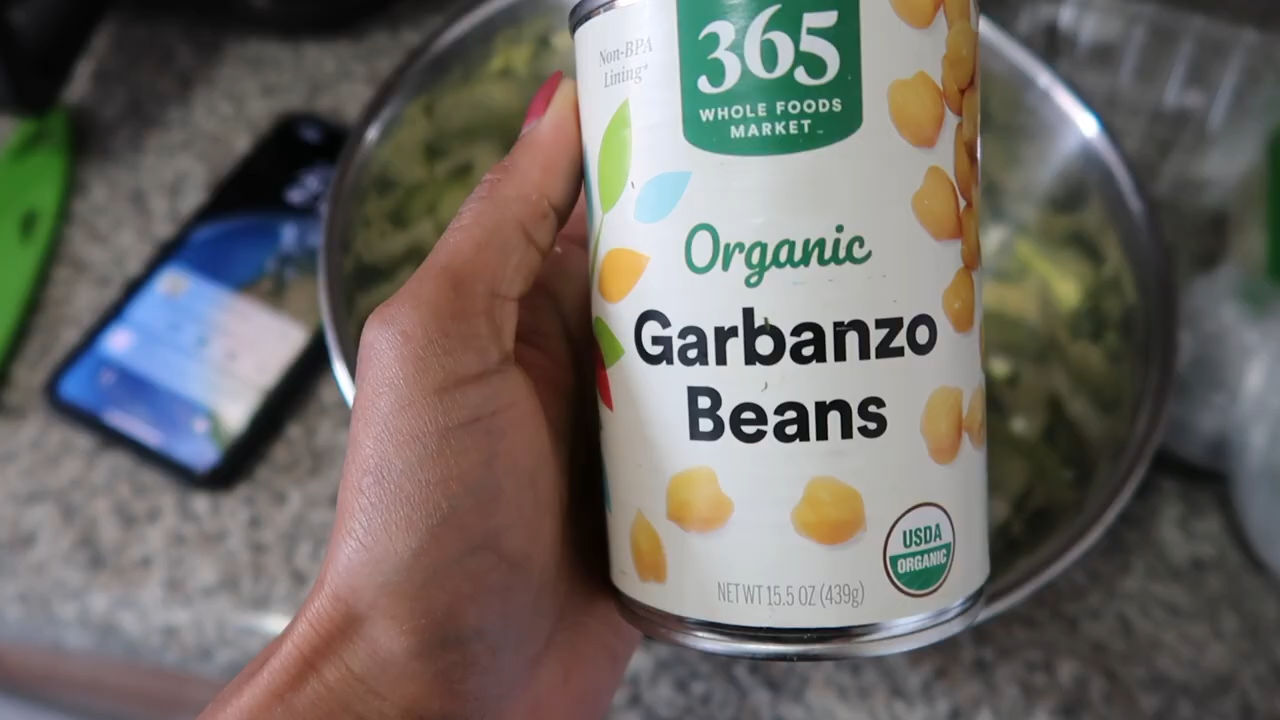 Non-BPA
Lining†
365
WHOLE FOODS
MARKET
Organic
Garbanzo
Beans
USDA
ORGANIC
NET WT 15.5 OZ (439g)